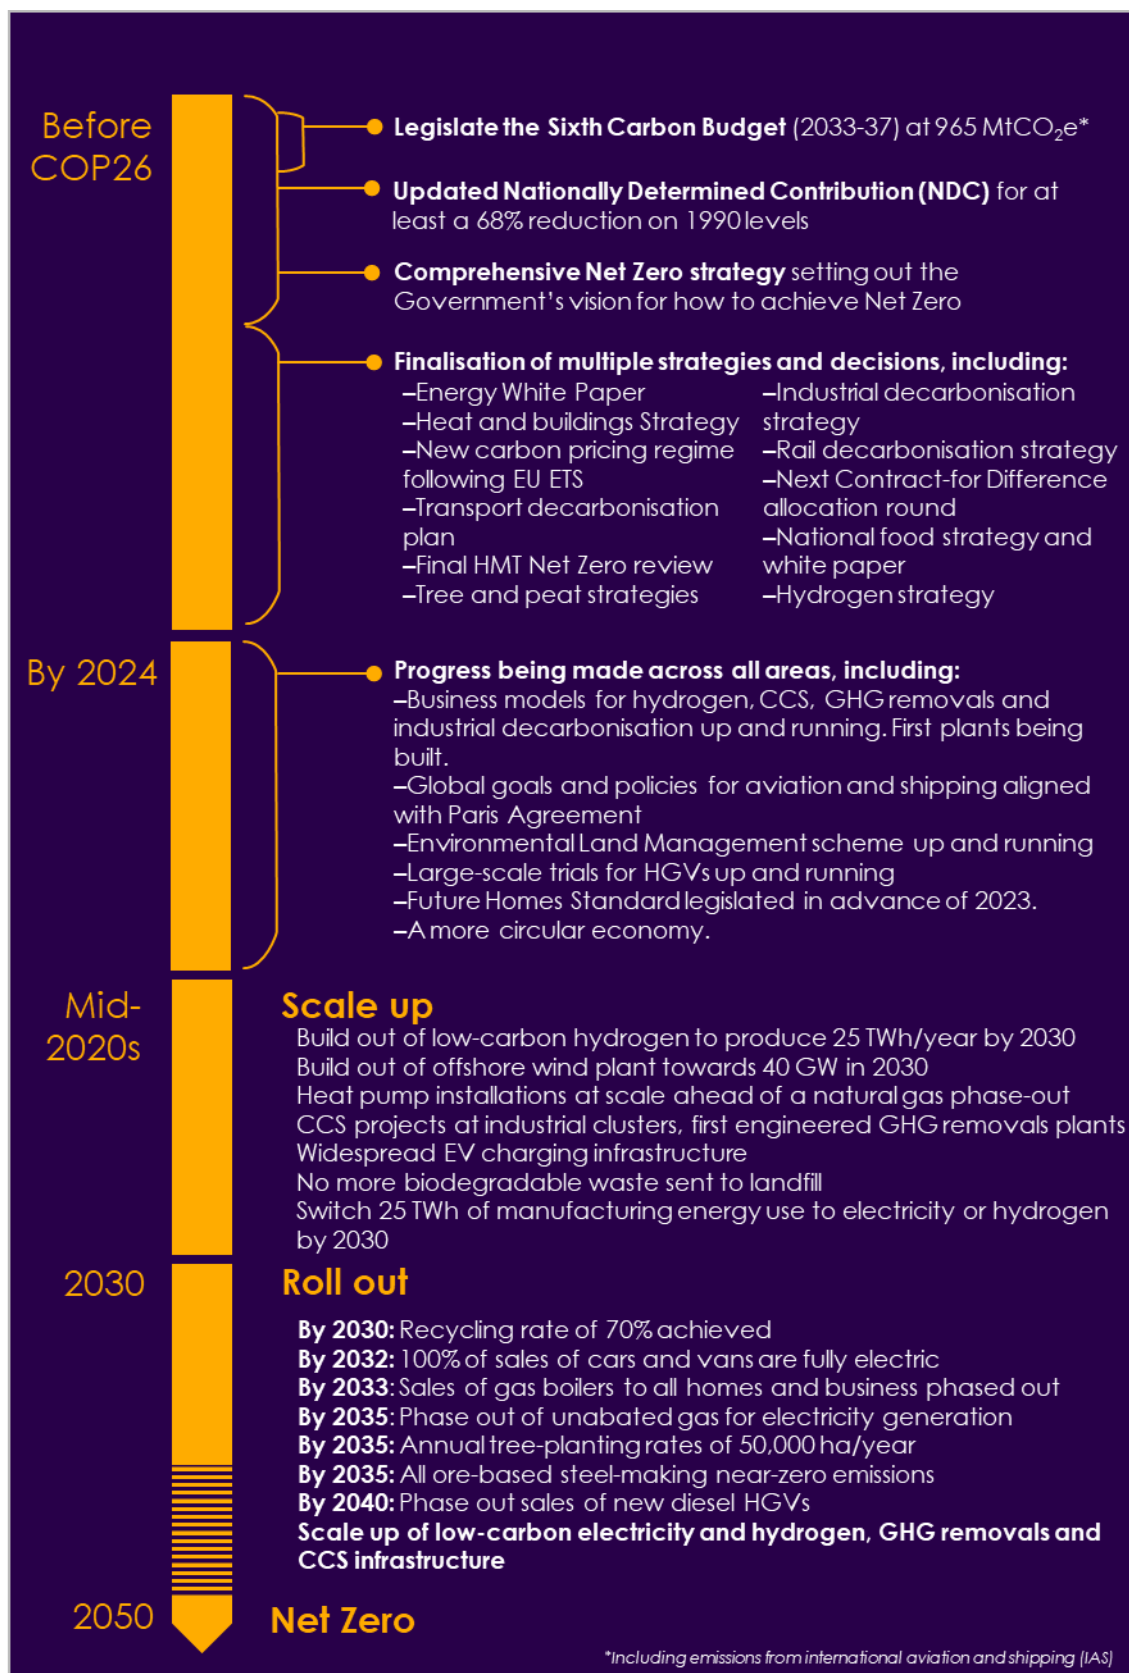 Before
COP26
Legislate the Sixth Carbon Budget (2033-37) at 965 MtCO₂e*
Updated Nationally Determined Contribution (NDC) for at
least a 68% reduction on 1990 levels
Comprehensive Net Zero strategy setting out the
Government's vision for how to achieve Net Zero
Finalisation of multiple strategies and decisions, including:
–Energy White Paper
–Heat and buildings Strategy
–New carbon pricing regime
following EU ETS
–Transport decarbonisation
plan
–Final HMT Net Zero review
–Tree and peat strategies
–Industrial decarbonisation
strategy
–Rail decarbonisation strategy
–Next Contract-for Difference
allocation round
–National food strategy and
white paper
–Hydrogen strategy
By 2024
Progress being made across all areas, including:
–Business models for hydrogen, CCS, GHG removals and
industrial decarbonisation up and running. First plants being
built.
–Global goals and policies for aviation and shipping aligned
with Paris Agreement
–Environmental Land Management scheme up and running
–Large-scale trials for HGVs up and running
–Future Homes Standard legislated in advance of 2023.
–A more circular economy.
Mid-
2020s
Scale up
Build out of low-carbon hydrogen to produce 25 TWh/year by 2030
Build out of offshore wind plant towards 40 GW in 2030
Heat pump installations at scale ahead of a natural gas phase-out
CCS projects at industrial clusters, first engineered GHG removals plants
Widespread EV charging infrastructure
No more biodegradable waste sent to landfill
Switch 25 TWh of manufacturing energy use to electricity or hydrogen
by 2030
2030
Roll out
By 2030: Recycling rate of 70% achieved
By 2032: 100% of sales of cars and vans are fully electric
By 2033: Sales of gas boilers to all homes and business phased out
By 2035: Phase out of unabated gas for electricity generation
By 2035: Annual tree-planting rates of 50,000 ha/year
By 2035: All ore-based steel-making near-zero emissions
By 2040: Phase out sales of new diesel HGVs
Scale up of low-carbon electricity and hydrogen, GHG removals and
CCS infrastructure
2050
Net Zero
*Including emissions from international aviation and shipping (IAS)